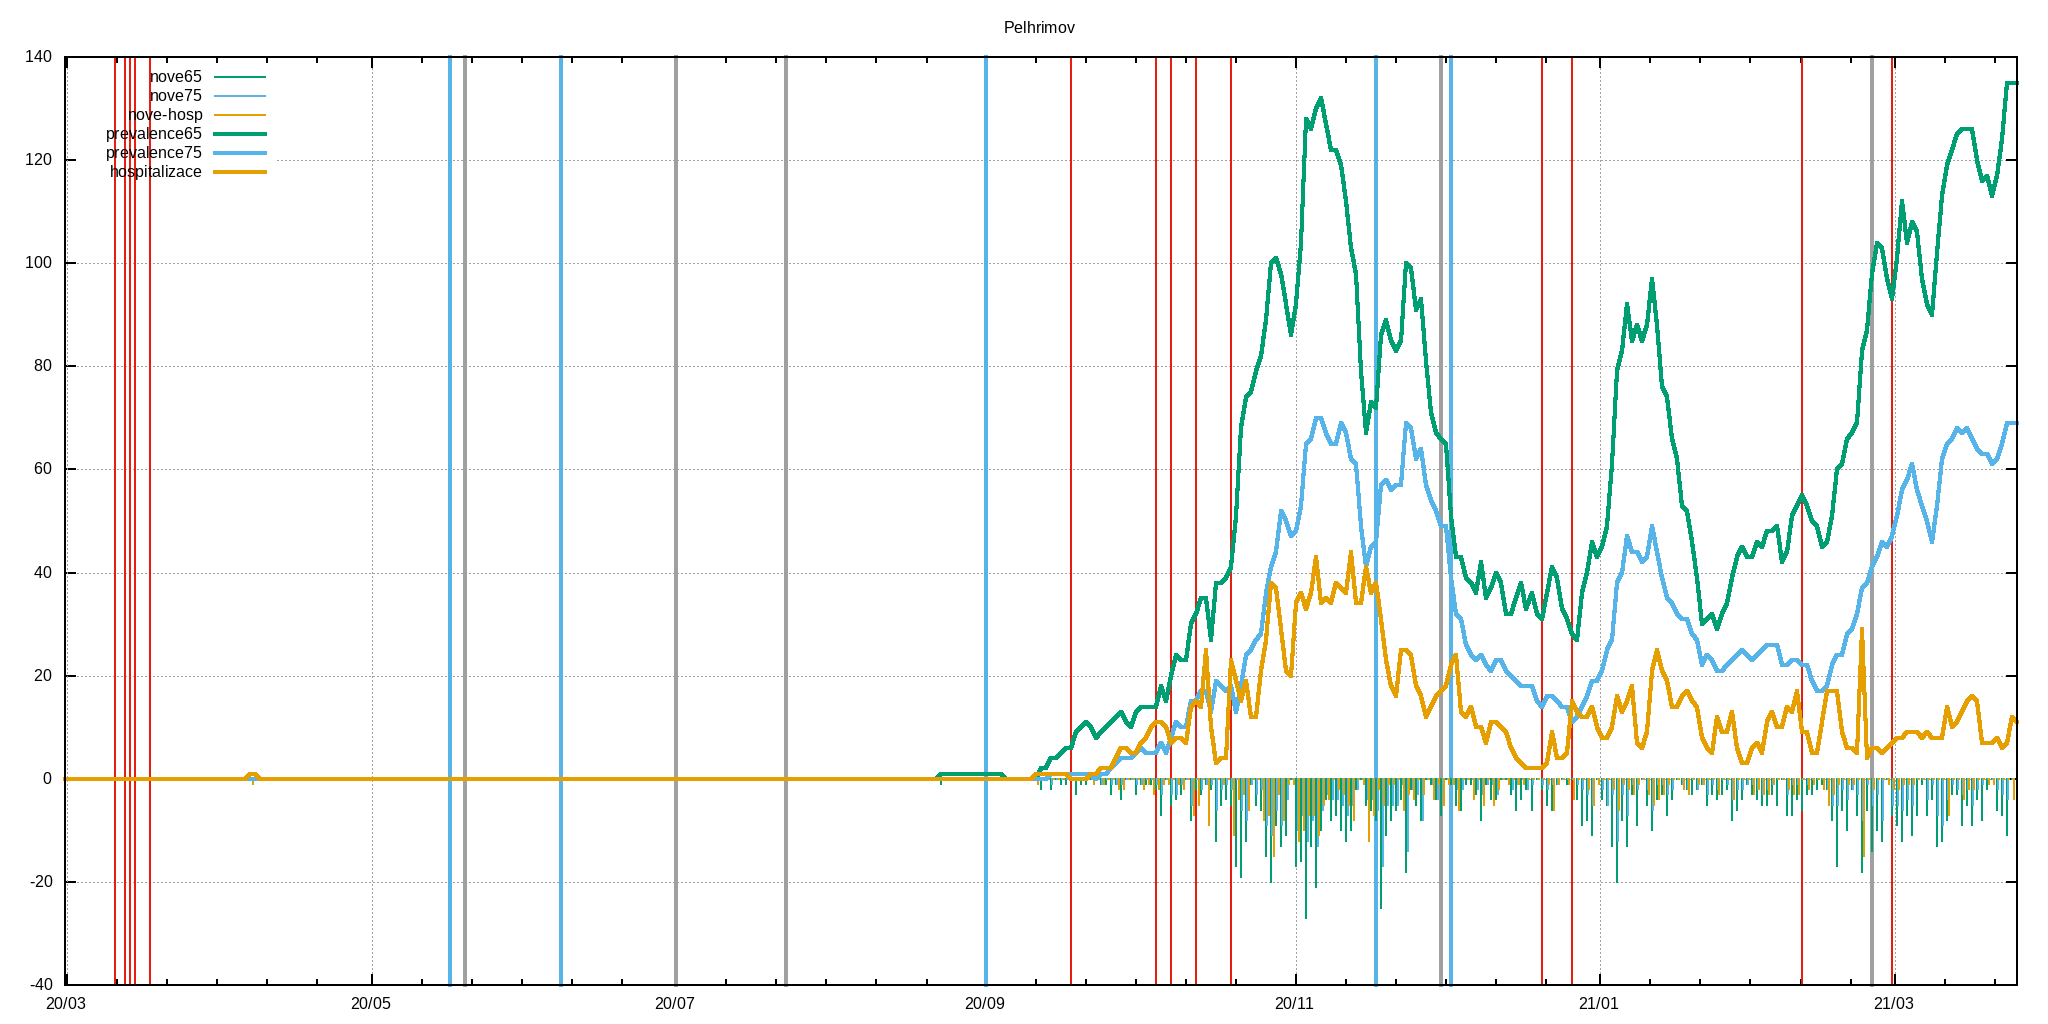 Pelhrimov
140
120
100
80
60
40
20
0
-20
-40
nove65
nove75
nove-hosp
prevalence65
prevalence75
hospitalizace
20/03 20/05 20/07 20/09 20/11 21/01 21/03